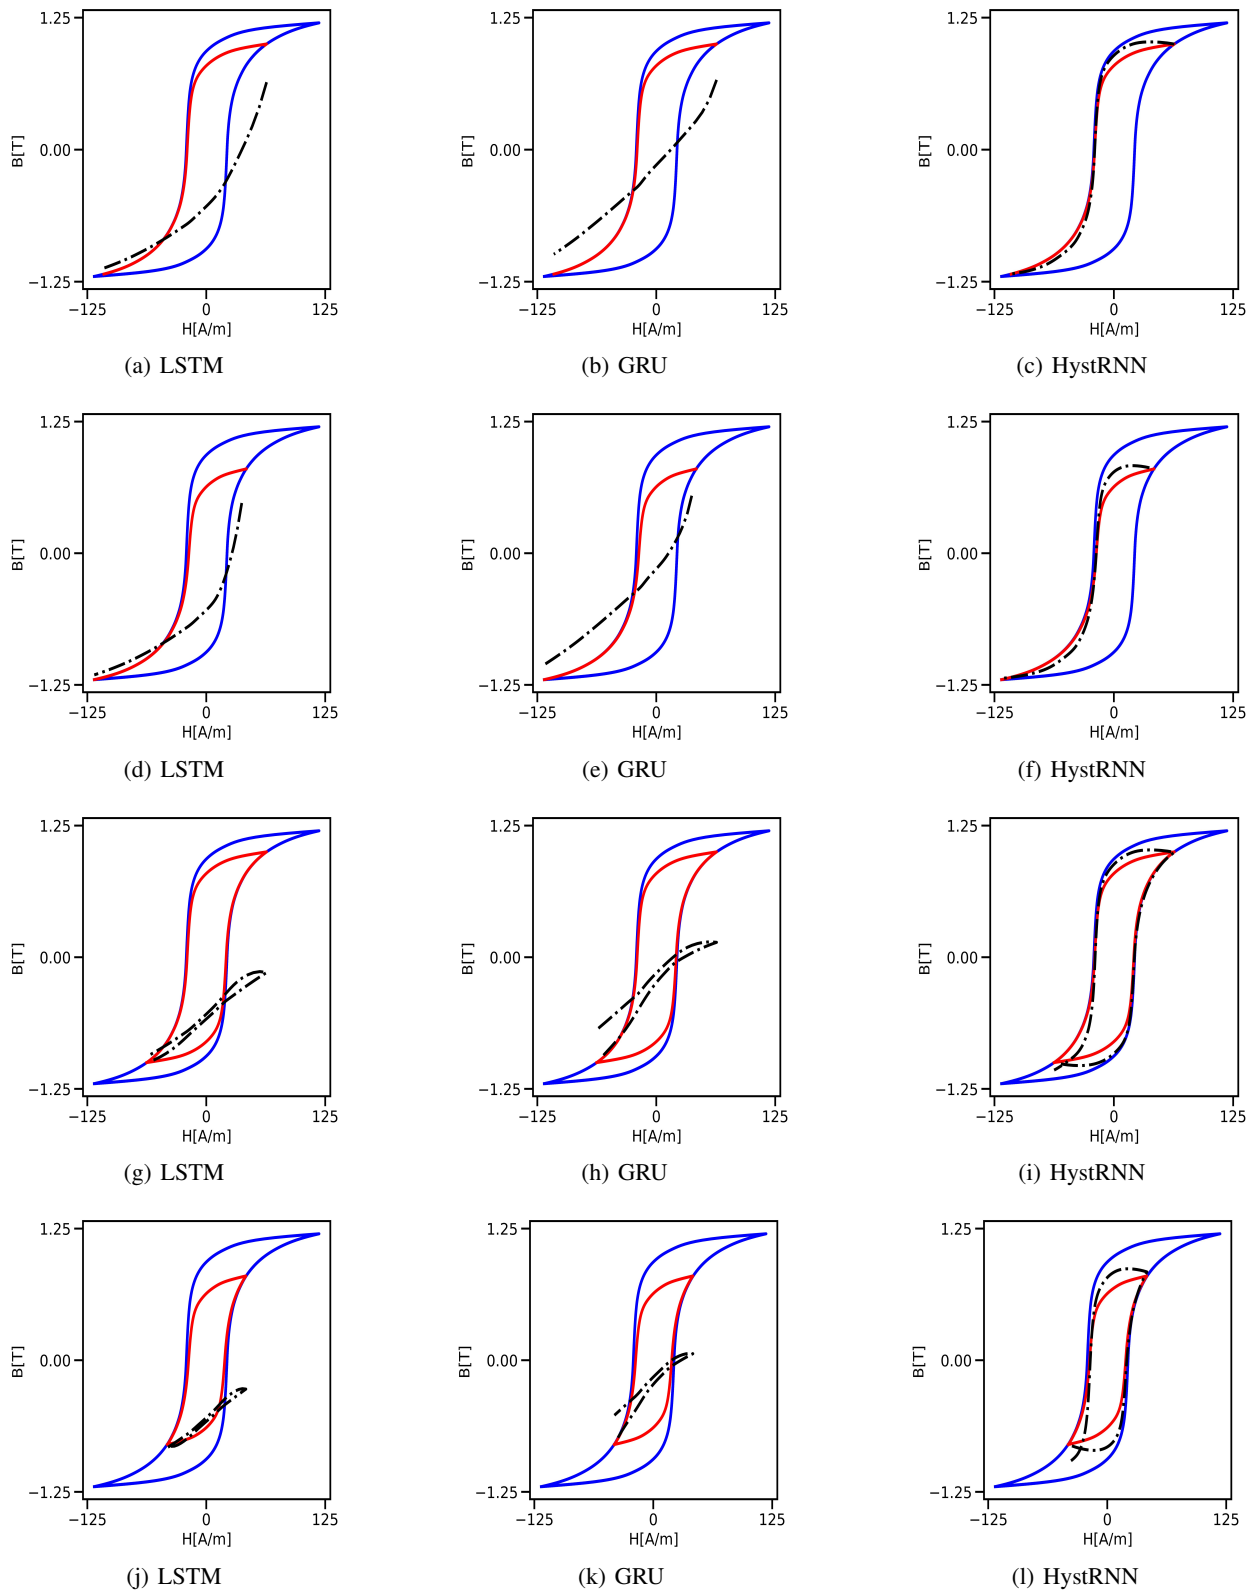 1.25 1.25 1.25
B[T] 0.00 B[T] 0.00 B[T] 0.00
−1.25 −1.25 −1.25
−125 0 125 −125 0 125 −125 0 125
H[A/m] H[A/m] H[A/m]
(a) LSTM (b) GRU (c) HystRNN
1.25 1.25 1.25
B[T] 0.00 B[T] 0.00 B[T] 0.00
−1.25 −1.25 −1.25
−125 0 125 −125 0 125 −125 0 125
H[A/m] H[A/m] H[A/m]
(d) LSTM (e) GRU (f) HystRNN
1.25 1.25 1.25
B[T] 0.00 B[T] 0.00 B[T] 0.00
−1.25 −1.25 −1.25
−125 0 125 −125 0 125 −125 0 125
H[A/m] H[A/m] H[A/m]
(g) LSTM (h) GRU (i) HystRNN
1.25 1.25 1.25
B[T] 0.00 B[T] 0.00 B[T] 0.00
−1.25 −1.25 −1.25
−125 0 125 −125 0 125 −125 0 125
H[A/m] H[A/m] H[A/m]
(j) LSTM (k) GRU (l) HystRNN